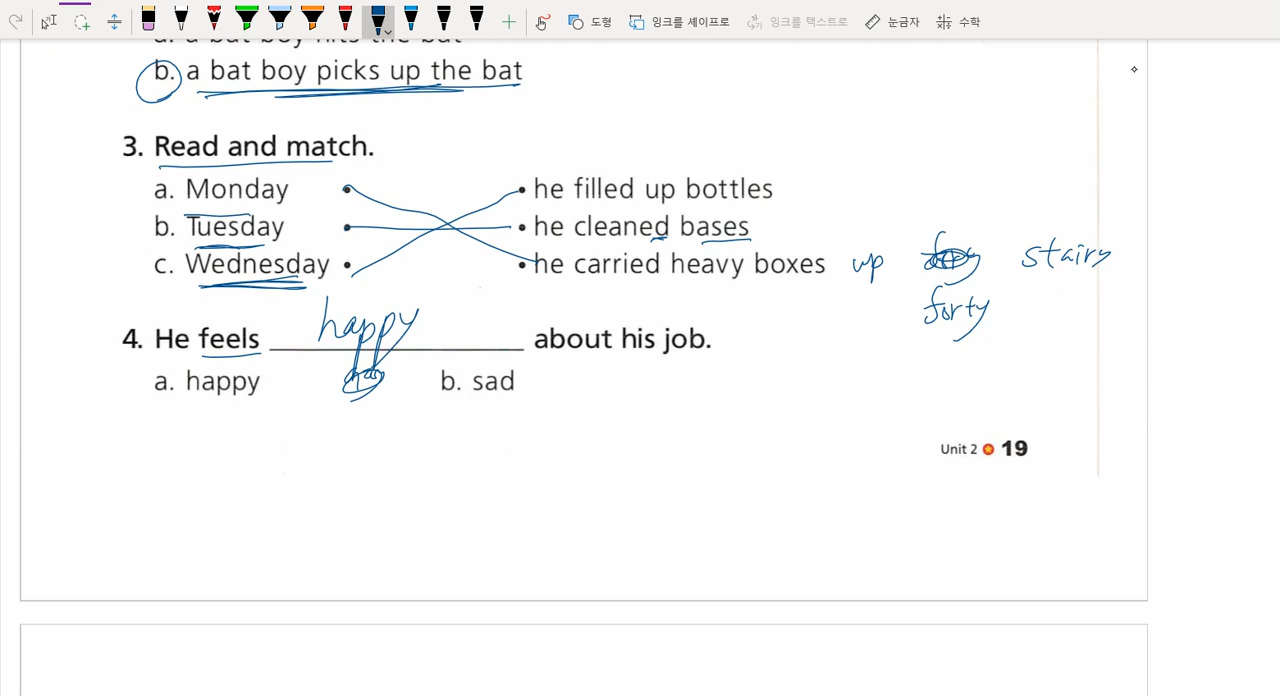 도형 잉크를 셰이프로 잉크를 텍스트로 눈금자 수학
a. a bat boy hits the bat
b. a bat boy picks up the bat
3. Read and match.
a. Monday • • he filled up bottles
b. Tuesday • • he cleaned bases
c. Wednesday • • he carried heavy boxes up stairs
forty
4. He feels happy about his job.
a. happy b. sad
Unit 2 19